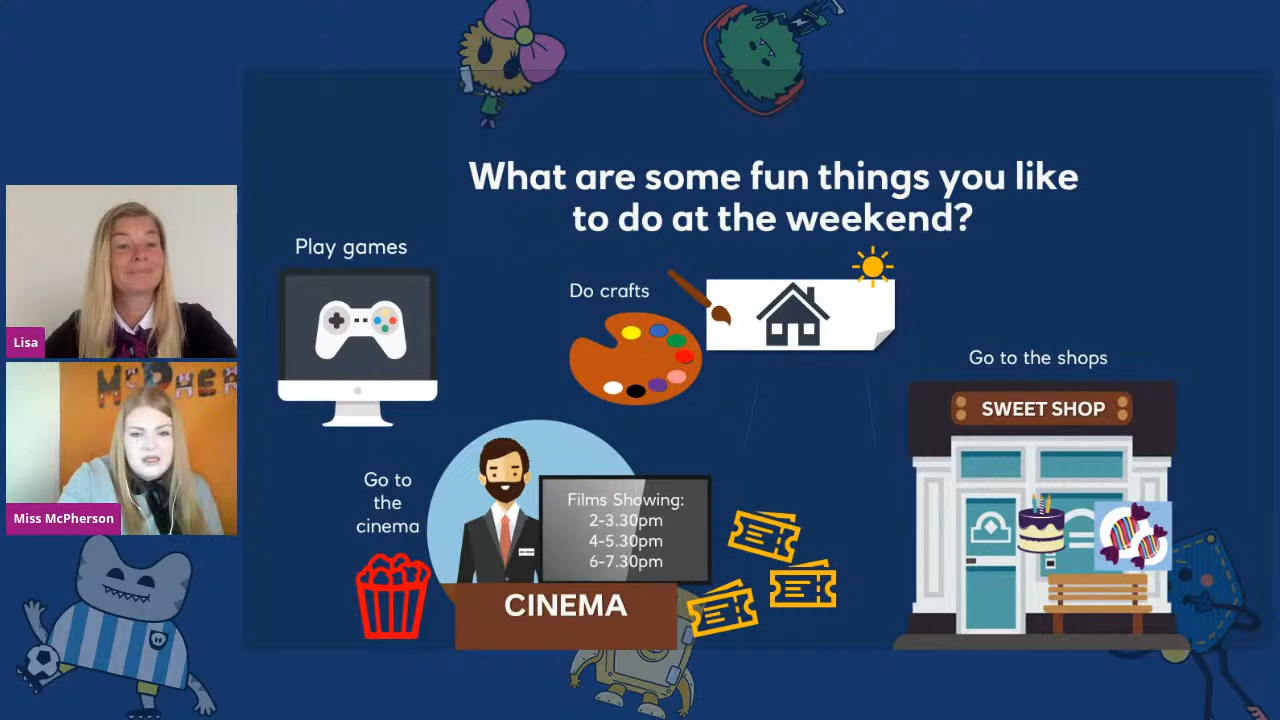 What are some fun things you like
to do at the weekend?
Play games
Do crafts
Go to the shops
SWEET SHOP
Go to
the
cinema
Films Showing:
2-3.30pm
4-5.30pm
6-7.30pm
CINEMA
Lisa
McPHER
Miss McPherson